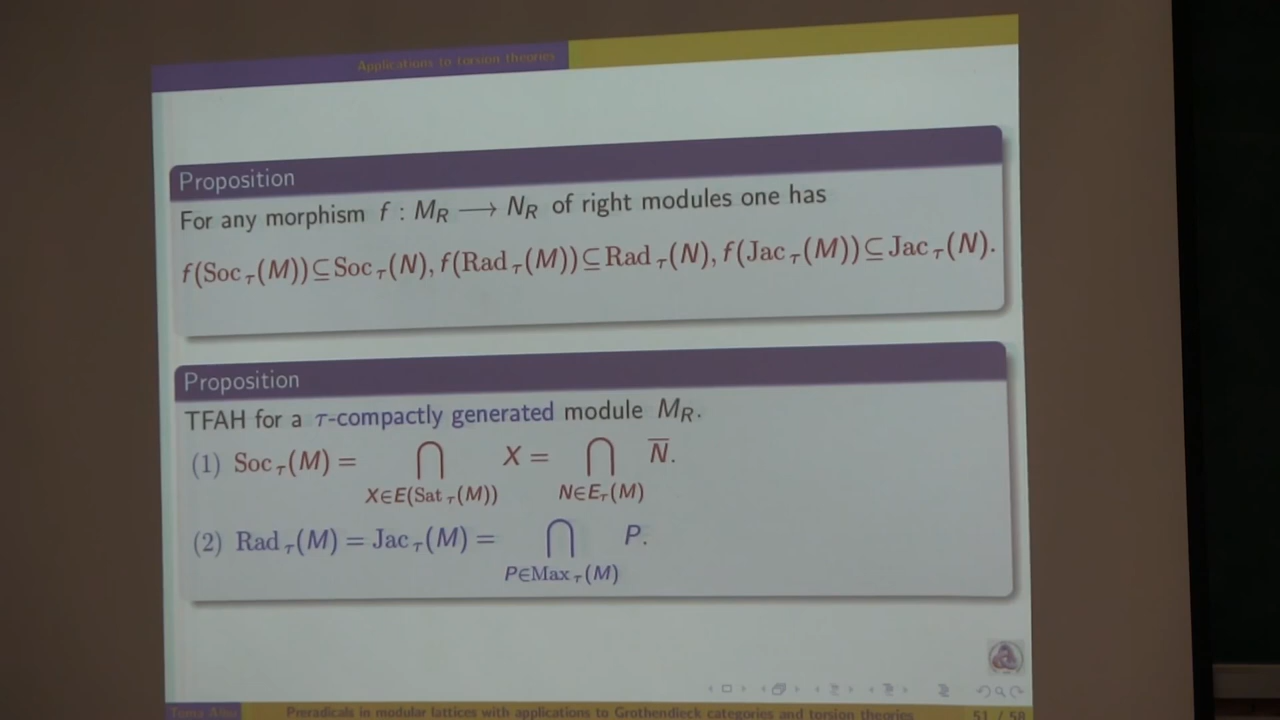 Applications to torsion theories
Proposition
For any morphism f : M_R ⟶ N_R of right modules one has
f(Soc_τ(M)) ⊆ Soc_τ(N), f(Rad_τ(M)) ⊆ Rad_τ(N), f(Jac_τ(M)) ⊆ Jac_τ(N).
Proposition
TFAH for a τ-compactly generated module M_R.
(1) Soc_τ(M) = ⋂_{X∈E(Sat_τ(M))} X = ⋂_{N∈E_τ(M)} N̅.
(2) Rad_τ(M) = Jac_τ(M) = ⋂_{P∈Max_τ(M)} P.
Toma Albu Preradicals in modular lattices with applications to Grothendieck categories and torsion theories 51 / 58